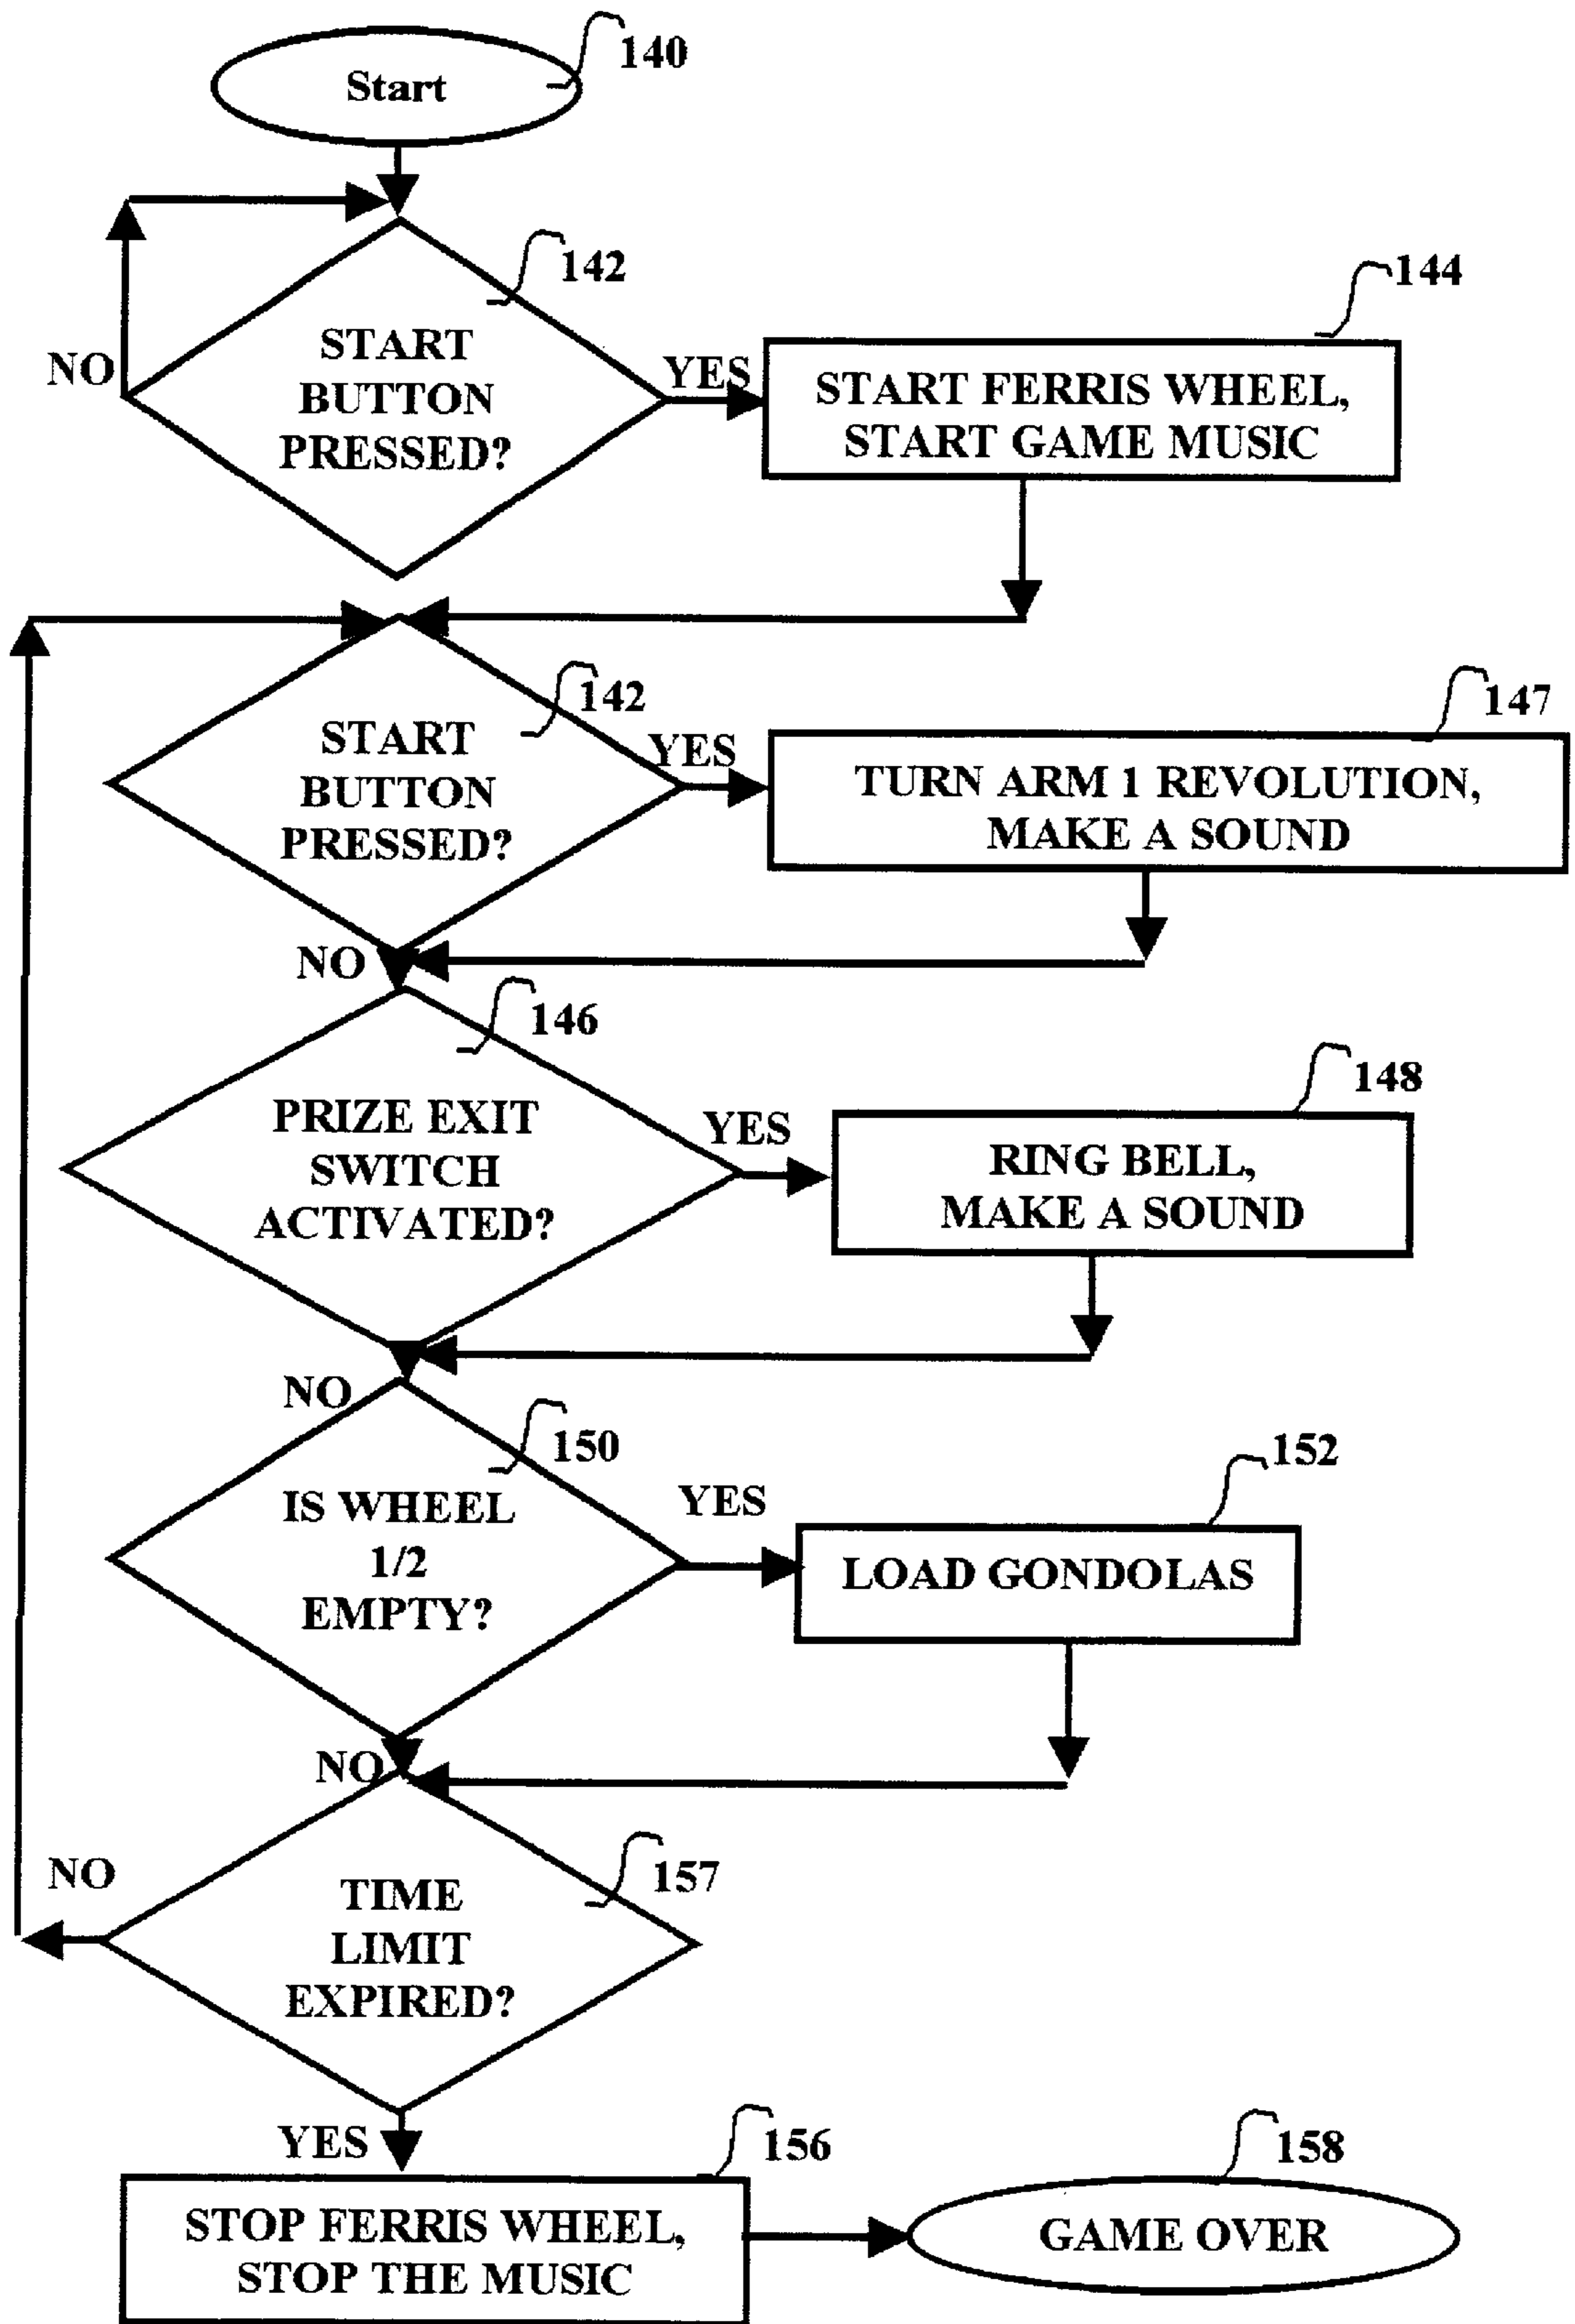 140
Start
142
144
START
BUTTON
PRESSED?
NO
YES
START FERRIS WHEEL,
START GAME MUSIC
142
147
START
BUTTON
PRESSED?
YES
TURN ARM 1 REVOLUTION,
MAKE A SOUND
NO
146
148
PRIZE EXIT
SWITCH
ACTIVATED?
YES
RING BELL,
MAKE A SOUND
NO
150
152
IS WHEEL
1/2
EMPTY?
YES
LOAD GONDOLAS
NO
157
NO
TIME
LIMIT
EXPIRED?
YES
156
158
STOP FERRIS WHEEL,
STOP THE MUSIC
GAME OVER